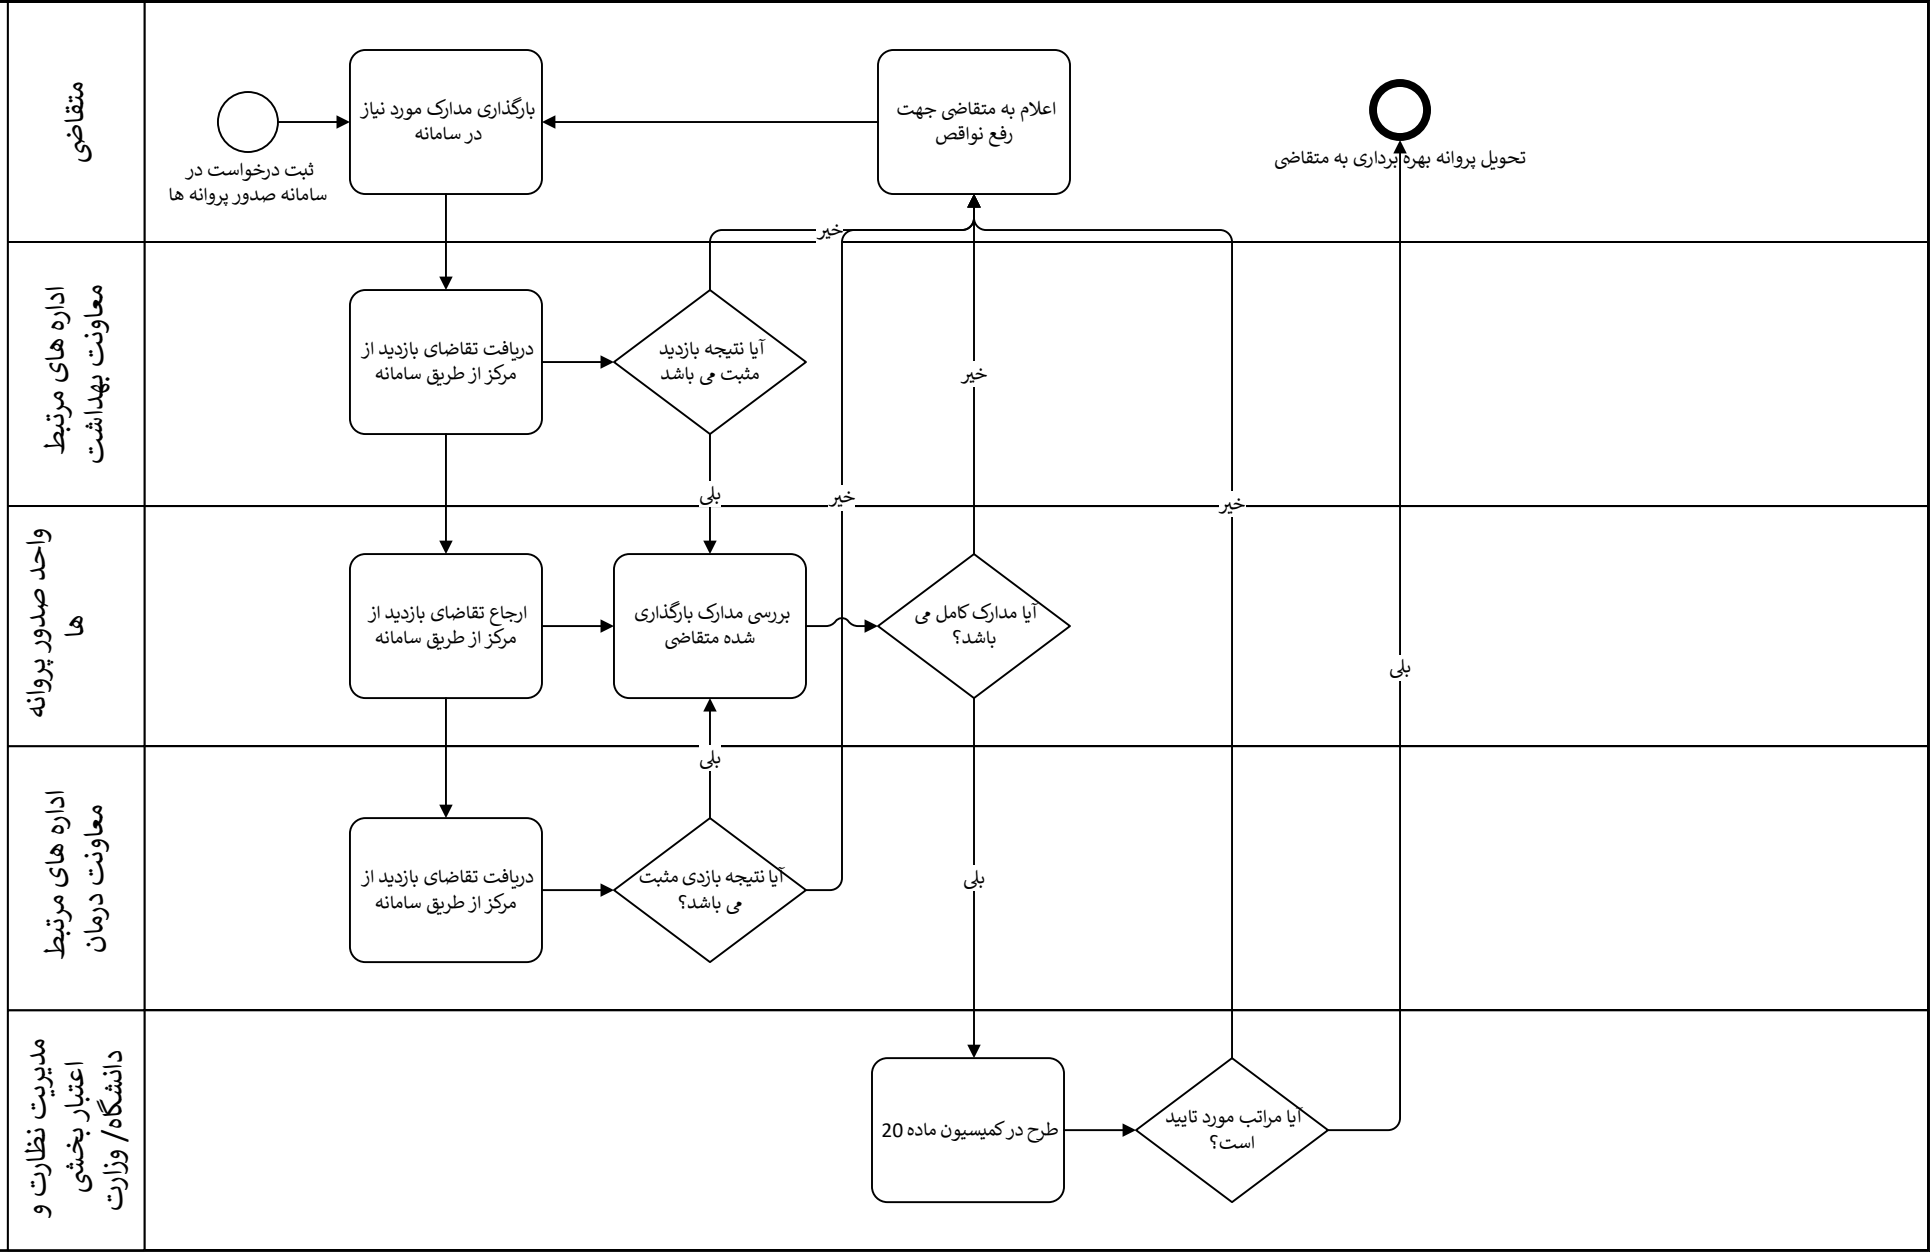 متقاضی
ثبت درخواست در
سامانه صدور پروانه ها
بارگذاری مدارک مورد نیاز
در سامانه
اعلام به متقاضی جهت
رفع نواقص
تحویل پروانه بهره برداری به متقاضی
خیر
اداره های مرتبط
معاونت بهداشت
دریافت تقاضای بازدید از
مرکز از طریق سامانه
آیا نتیجه بازدید
مثبت می باشد
خیر
بلی
خیر
خیر
واحد صدور پروانه
ها
ارجاع تقاضای بازدید از
مرکز از طریق سامانه
بررسی مدارک بارگذاری
شده متقاضی
آیا مدارک کامل می
باشد؟
بلی
بلی
اداره های مرتبط
معاونت درمان
دریافت تقاضای بازدید از
مرکز از طریق سامانه
آیا نتیجه بازدی مثبت
می باشد؟
بلی
مدیریت نظارت و
اعتبار بخشی
دانشگاه/ وزارت
طرح در کمیسیون ماده 20
آیا مراتب مورد تایید
است؟